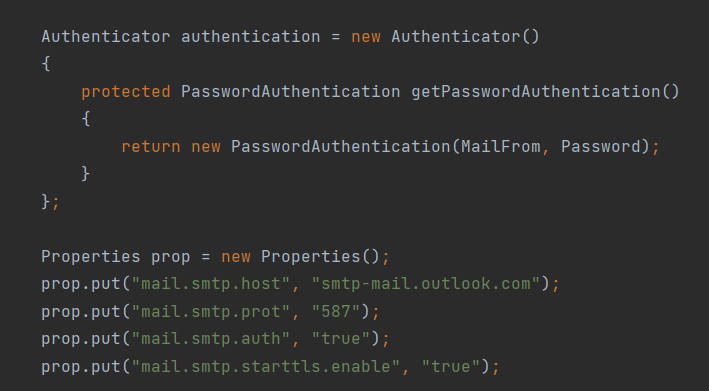 Authenticator authentication = new Authenticator()
{
protected PasswordAuthentication getPasswordAuthentication()
{
return new PasswordAuthentication(MailFrom, Password);
}
};
Properties prop = new Properties();
prop.put("mail.smtp.host", "smtp-mail.outlook.com");
prop.put("mail.smtp.prot", "587");
prop.put("mail.smtp.auth", "true");
prop.put("mail.smtp.starttls.enable", "true");